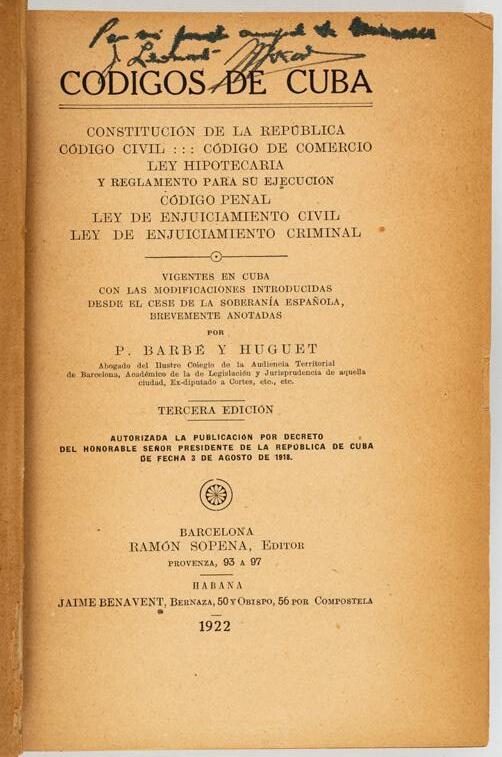 CÓDIGOS DE CUBA
CONSTITUCIÓN DE LA REPÚBLICA
CÓDIGO CIVIL ::: CÓDIGO DE COMERCIO
LEY HIPOTECARIA
Y REGLAMENTO PARA SU EJECUCIÓN
CÓDIGO PENAL
LEY DE ENJUICIAMIENTO CIVIL
LEY DE ENJUICIAMIENTO CRIMINAL
VIGENTES EN CUBA
CON LAS MODIFICACIONES INTRODUCIDAS
DESDE EL CESE DE LA SOBERANÍA ESPAÑOLA,
BREVEMENTE ANOTADAS
POR
P. BARBÉ Y HUGUET
Abogado del Ilustre Colegio de la Audiencia Territorial
de Barcelona, Académico de la de Legislación y Jurisprudencia de aquella
ciudad, Ex-diputado a Cortes, etc., etc.
TERCERA EDICIÓN
AUTORIZADA LA PUBLICACIÓN POR DECRETO
DEL HONORABLE SEÑOR PRESIDENTE DE LA REPÚBLICA DE CUBA
DE FECHA 3 DE AGOSTO DE 1918.
BARCELONA
RAMÓN SOPENA, EDITOR
PROVENZA, 93 A 97
HABANA
JAIME BENAVENT, BERNAZA, 50 Y OBISPO, 56 POR COMPOSTELA
1922